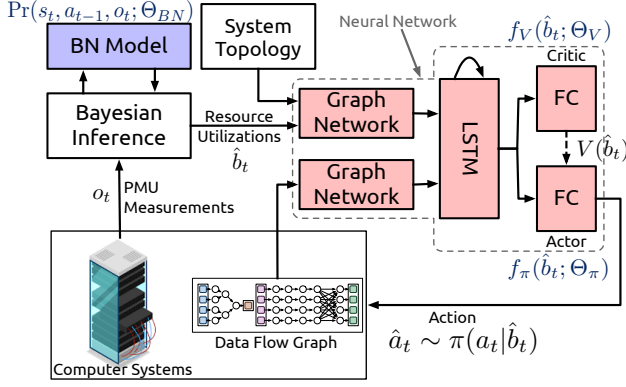 Pr(s_t, a_{t−1}, o_t; Θ_{BN})
BN Model
System
Topology
Neural Network
f_V(b̂_t; Θ_V)
Critic
Bayesian
Inference
Resource
Utilizations
b̂_t
Graph
Network
Graph
Network
LSTM
FC
V(b̂_t)
FC
Actor
f_π(b̂_t; Θ_π)
o_t
PMU
Measurements
Computer Systems
Data Flow Graph
Action
â_t ∼ π(a_t|b̂_t)